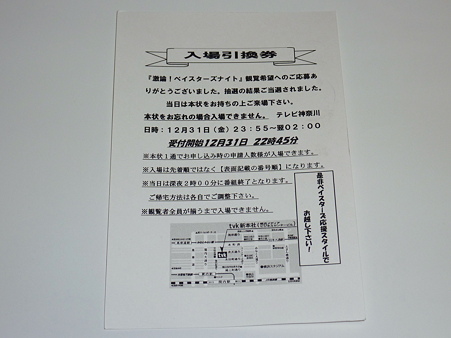 入場引換券
『激論！ベイスターズナイト』観覧希望へのご応募あ
りがとうございました。抽選の結果ご当選されました。
当日は本状をお持ちの上ご来場下さい。
本状をお忘れの場合入場できません。 テレビ神奈川
日時：12月31日（金）23：55～翌02：00
受付開始12月31日 22時45分
※本状1通でお申し込み時の申請人数様が入場できます。
※入場は先着順ではなく【表面記載の番号順】になります。
※当日は深夜2時00分に番組終了となります。
ご帰宅方法は各自でご調整下さい。
※観覧者全員が揃うまで入場できません。
是非ベイスターズ応援スタイルで
お越し下さい！
tvk新本社